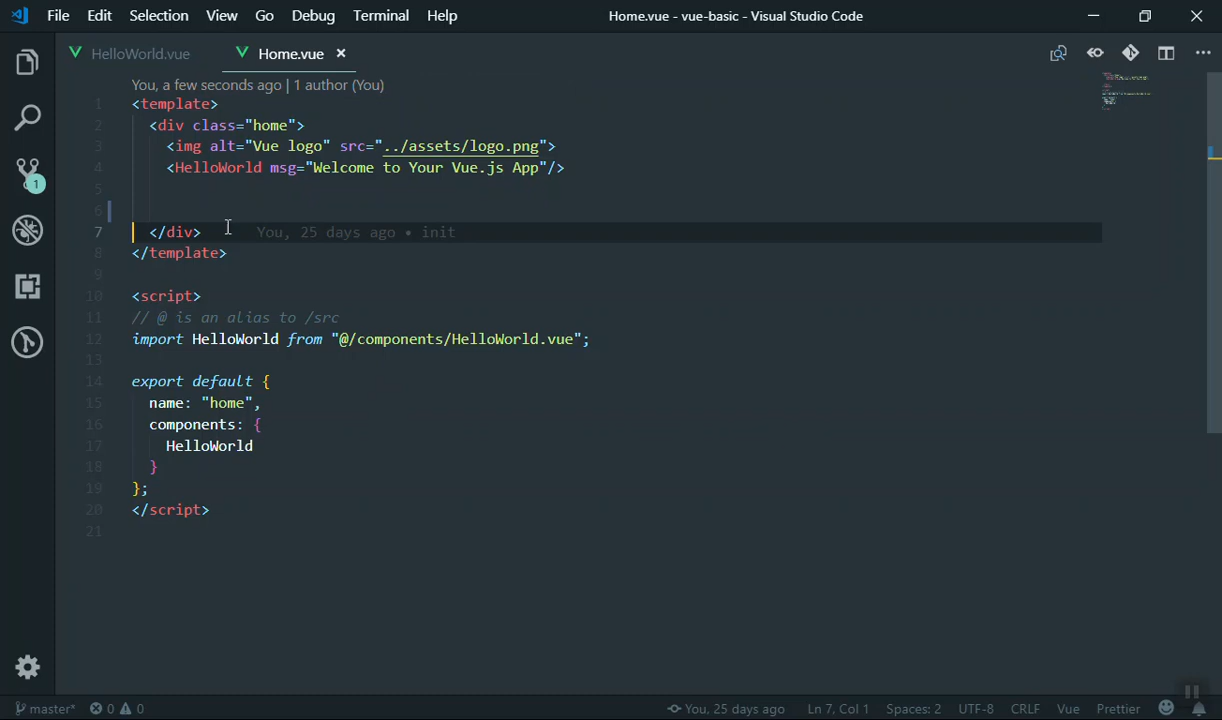 File Edit Selection View Go Debug Terminal Help Home.vue - vue-basic - Visual Studio Code
HelloWorld.vue Home.vue
You, a few seconds ago | 1 author (You)
1 <template>
2 <div class="home">
3 <img alt="Vue logo" src="../assets/logo.png">
4 <HelloWorld msg="Welcome to Your Vue.js App"/>
5
6
7 </div> You, 25 days ago • init
8 </template>
9
10 <script>
11 // @ is an alias to /src
12 import HelloWorld from "@/components/HelloWorld.vue";
13
14 export default {
15 name: "home",
16 components: {
17 HelloWorld
18 }
19 };
20 </script>
21
1
master* 0 0 You, 25 days ago Ln 7, Col 1 Spaces: 2 UTF-8 CRLF Vue Prettier